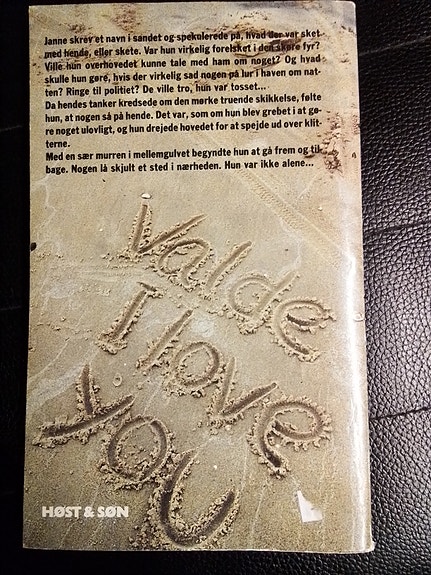 Janne skrev et navn i sandet og spekulerede på, hvad der var sket
med hende, eller skete. Var hun virkelig forelsket i den skøre fyr?
Ville hun overhovedet kunne tale med ham om noget? Og hvad
skulle hun gøre, hvis der virkelig sad nogen på lur i haven om nat-
ten? Ringe til politiet? De ville tro, hun var tosset...
Da hendes tanker kredsede om den mørke truende skikkelse, følte
hun, at nogen så på hende. Det var, som om hun blev grebet i at gø-
re noget ulovligt, og hun drejede hovedet for at spejde ud over klit-
terne.
Med en sær murren i mellemgulvet begyndte hun at gå frem og til-
bage. Nogen lå skjult et sted i nærheden. Hun var ikke alene...
Valde
I love
You
HØST & SØN